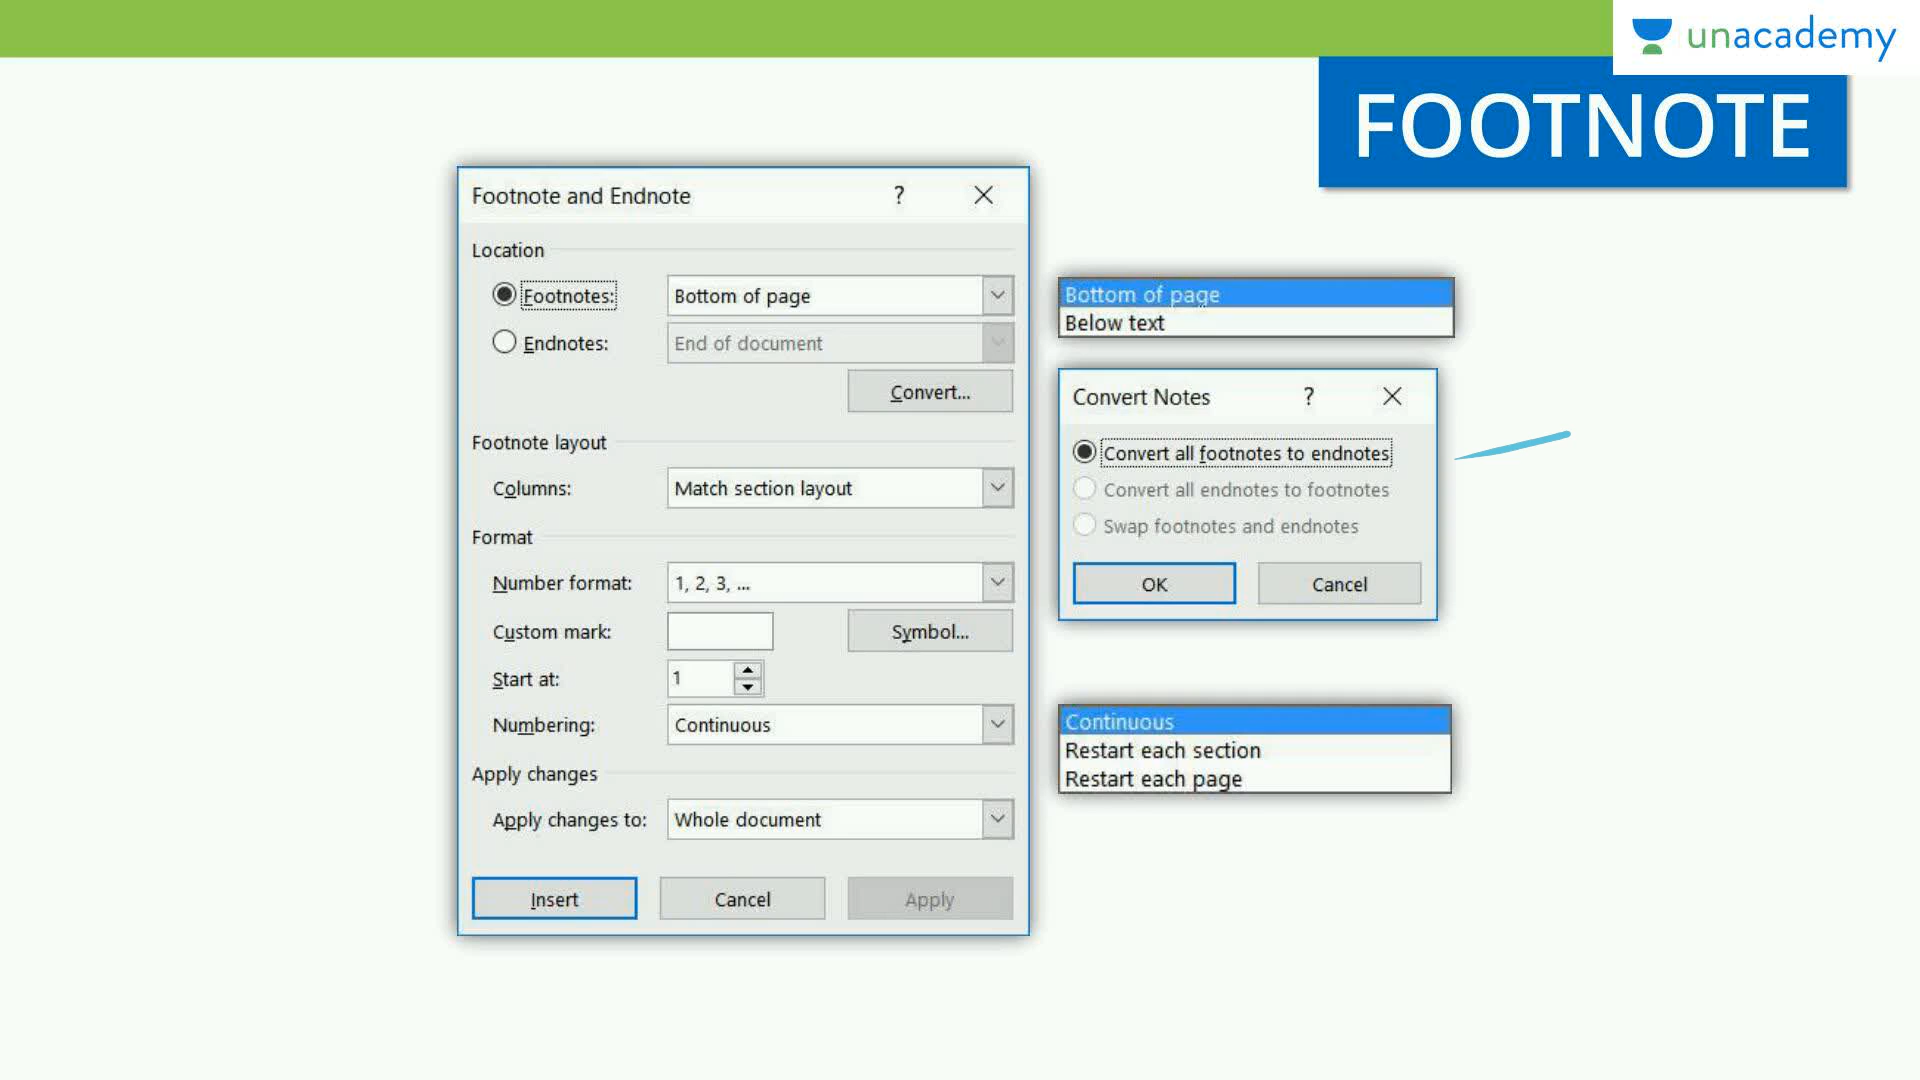 unacademy
FOOTNOTE
Footnote and Endnote ?
Location
Footnotes: Bottom of page
Endnotes: End of document
Convert...
Footnote layout
Columns: Match section layout
Format
Number format: 1, 2, 3, ...
Custom mark: Symbol...
Start at: 1
Numbering: Continuous
Apply changes
Apply changes to: Whole document
Insert Cancel Apply
Bottom of page
Below text
Convert Notes ?
Convert all footnotes to endnotes
Convert all endnotes to footnotes
Swap footnotes and endnotes
OK Cancel
Continuous
Restart each section
Restart each page